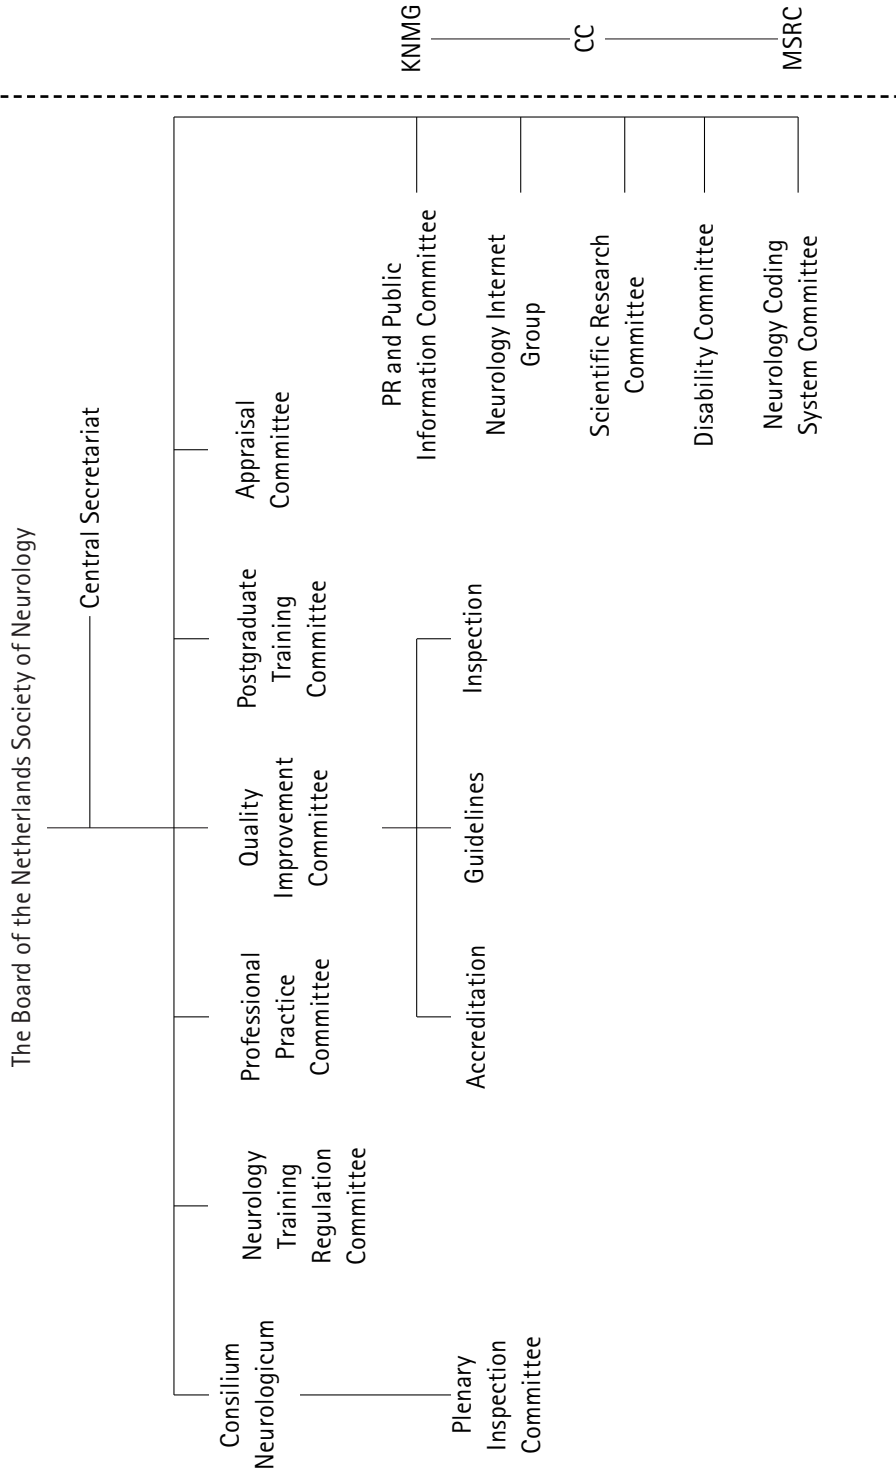 The Board of the Netherlands Society of Neurology
Central Secretariat
Consilium
Neurologicum
Neurology
Training
Regulation
Committee
Professional
Practice
Committee
Quality
Improvement
Committee
Postgraduate
Training
Committee
Appraisal
Committee
Plenary
Inspection
Committee
Accreditation
Guidelines
Inspection
PR and Public
Information Committee
Neurology Internet
Group
Scientific Research
Committee
Disability Committee
Neurology Coding
System Committee
KNMG
CC
MSRC